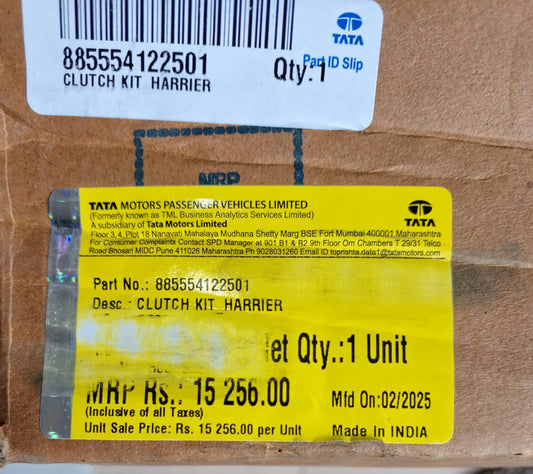 TATA
885554122501
Qty:1
Part ID Slip
CLUTCH KIT HARRIER
MRP
TATA MOTORS PASSENGER VEHICLES LIMITED
(Formerly known as TML Business Analytics Services Limited)
A subsidiary of Tata Motors Limited
TATA
Floor 3, 4, Plot 18 Nanavati Mahalaya Mudhana Shetty Marg BSE Fort Mumbai 400001 Maharashtra
For Consumer Complaints Contact SPD Manager at 901 B1 & B2 9th Floor Om Chambers T 29/31 Telco
Road Bhosari MIDC Pune 411026 Maharashtra Ph 9028031260 Email ID toprishta.data1@tatamotors.com
Part No.: 885554122501
Desc.: CLUTCH KIT HARRIER
et Qty.:1 Unit
MRP Rs.: 15 256.00
(Inclusive of all Taxes)
Mfd On:02/2025
Unit Sale Price: Rs. 15 256.00 per Unit
Made In INDIA